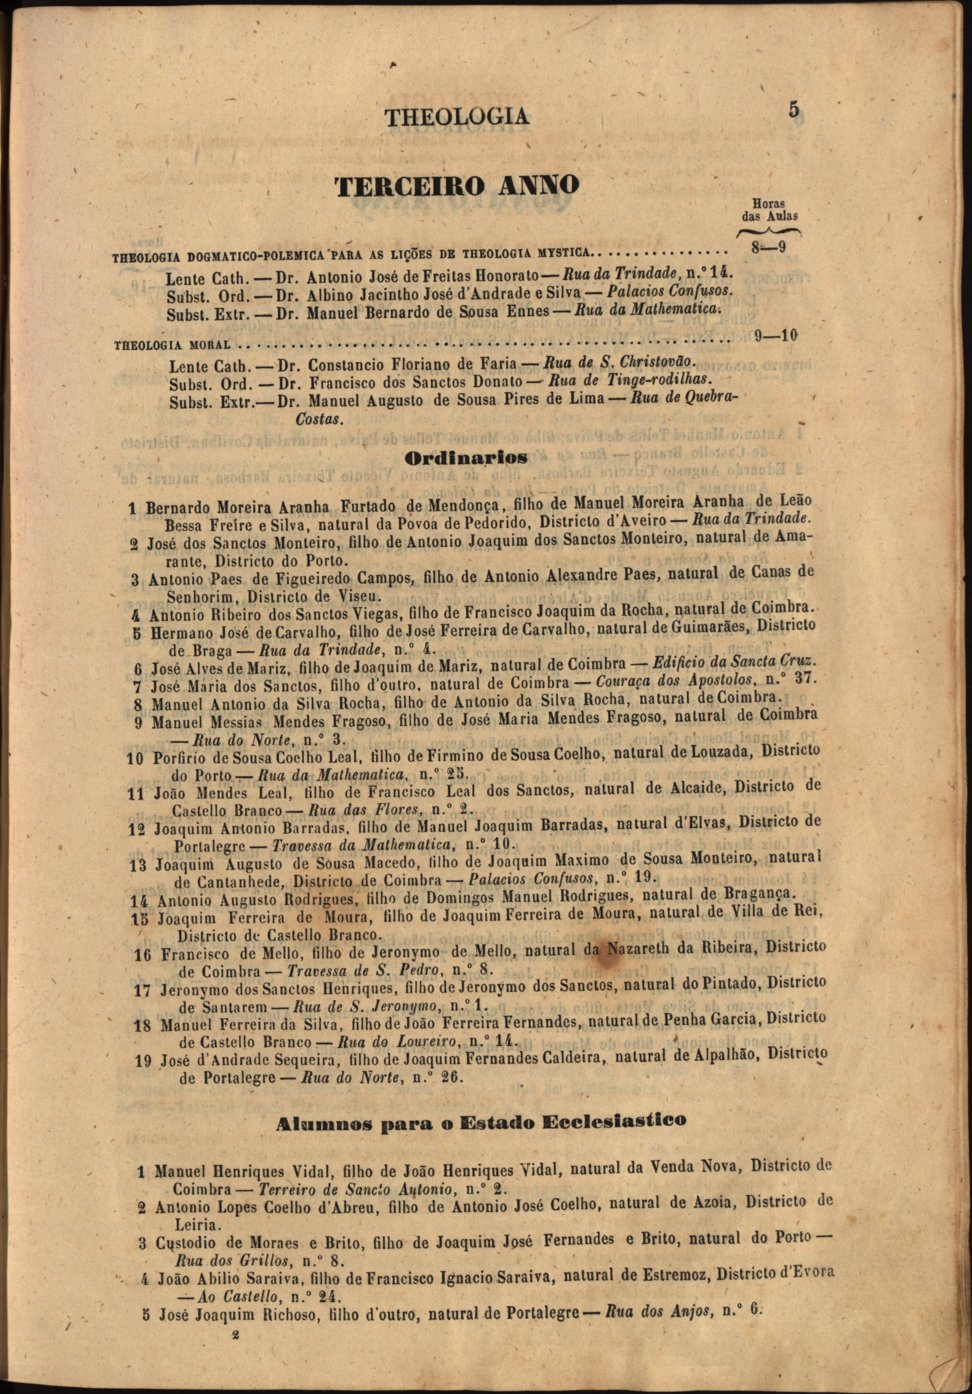 THEOLOGIA
5
TERCEIRO ANNO
Horas
das Aulas
THEOLOGIA DOGMATICO-POLEMICA PARA AS LIÇÕES DE THEOLOGIA MYSTICA................ 8—9
Lente Cath. — Dr. Antonio José de Freitas Honorato — Rua da Trindade, n.º 14.
Subst. Ord. — Dr. Albino Jacintho José d'Andrade e Silva — Palacios Confusos.
Subst. Extr. — Dr. Manuel Bernardo de Sousa Ennes — Rua da Mathematica.
THEOLOGIA MORAL ........................................................ 9—10
Lente Cath. — Dr. Constancio Floriano de Faria — Rua de S. Christovão.
Subst. Ord. — Dr. Francisco dos Sanctos Donato — Rua de Tinge-rodilhas.
Subst. Extr.—Dr. Manuel Augusto de Sousa Pires de Lima — Rua de Quebra-
Costas.
Ordinarios
1 Bernardo Moreira Aranha Furtado de Mendonça, filho de Manuel Moreira Aranha de Leão
Bessa Freire e Silva, natural da Povoa de Pedorido, Districto d'Aveiro — Rua da Trindade.
2 José dos Sanctos Monteiro, filho de Antonio Joaquim dos Sanctos Monteiro, natural de Ama-
rante, Districto do Porto.
3 Antonio Paes de Figueiredo Campos, filho de Antonio Alexandre Paes, natural de Canas de
Senhorim, Districto de Viseu.
4 Antonio Ribeiro dos Sanctos Viegas, filho de Francisco Joaquim da Rocha, natural de Coimbra.
5 Hermano José de Carvalho, filho de José Ferreira de Carvalho, natural de Guimarães, Districto
de Braga — Rua da Trindade, n.º 4.
6 José Alves de Mariz, filho de Joaquim de Mariz, natural de Coimbra — Edificio da Sancta Cruz.
7 José Maria dos Sanctos, filho d'outro, natural de Coimbra — Couraça dos Apostolos, n.º 37.
8 Manuel Antonio da Silva Rocha, filho de Antonio da Silva Rocha, natural de Coimbra.
9 Manuel Messias Mendes Fragoso, filho de José Maria Mendes Fragoso, natural de Coimbra
— Rua do Norte, n.º 3.
10 Porfirio de Sousa Coelho Leal, filho de Firmino de Sousa Coelho, natural de Louzada, Districto
do Porto — Rua da Mathematica, n.º 25.
11 João Mendes Leal, filho de Francisco Leal dos Sanctos, natural de Alcaide, Districto de
Castello Branco — Rua das Flores, n.º 2.
12 Joaquim Antonio Barradas, filho de Manuel Joaquim Barradas, natural d'Elvas, Districto de
Portalegre — Travessa da Mathematica, n.º 10.
13 Joaquim Augusto de Sousa Macedo, filho de Joaquim Maximo de Sousa Monteiro, natural
de Cantanhede, Districto de Coimbra — Palacios Confusos, n.º 19.
14 Antonio Augusto Rodrigues, filho de Domingos Manuel Rodrigues, natural de Bragança.
15 Joaquim Ferreira de Moura, filho de Joaquim Ferreira de Moura, natural de Villa de Rei,
Districto de Castello Branco.
16 Francisco de Mello, filho de Jeronymo de Mello, natural da Nazareth da Ribeira, Districto
de Coimbra — Travessa de S. Pedro, n.º 8.
17 Jeronymo dos Sanctos Henriques, filho de Jeronymo dos Sanctos, natural do Pintado, Districto
de Santarem — Rua de S. Jeronymo, n.º 1.
18 Manuel Ferreira da Silva, filho de João Ferreira Fernandes, natural de Penha Garcia, Districto
de Castello Branco — Rua do Loureiro, n.º 14.
19 José d'Andrade Sequeira, filho de Joaquim Fernandes Caldeira, natural de Alpalhão, Districto
de Portalegre — Rua do Norte, n.º 26.
Alumnos para o Estado Ecclesiastico
1 Manuel Henriques Vidal, filho de João Henriques Vidal, natural da Venda Nova, Districto de
Coimbra — Terreiro de Sancto Antonio, n.º 2.
2 Antonio Lopes Coelho d'Abreu, filho de Antonio José Coelho, natural de Azoia, Districto de
Leiria.
3 Custodio de Moraes e Brito, filho de Joaquim José Fernandes e Brito, natural do Porto —
Rua dos Grillos, n.º 8.
4 João Abilio Saraiva, filho de Francisco Ignacio Saraiva, natural de Estremoz, Districto d'Evora
— Ao Castello, n.º 24.
5 José Joaquim Richoso, filho d'outro, natural de Portalegre — Rua dos Anjos, n.º 6.
2